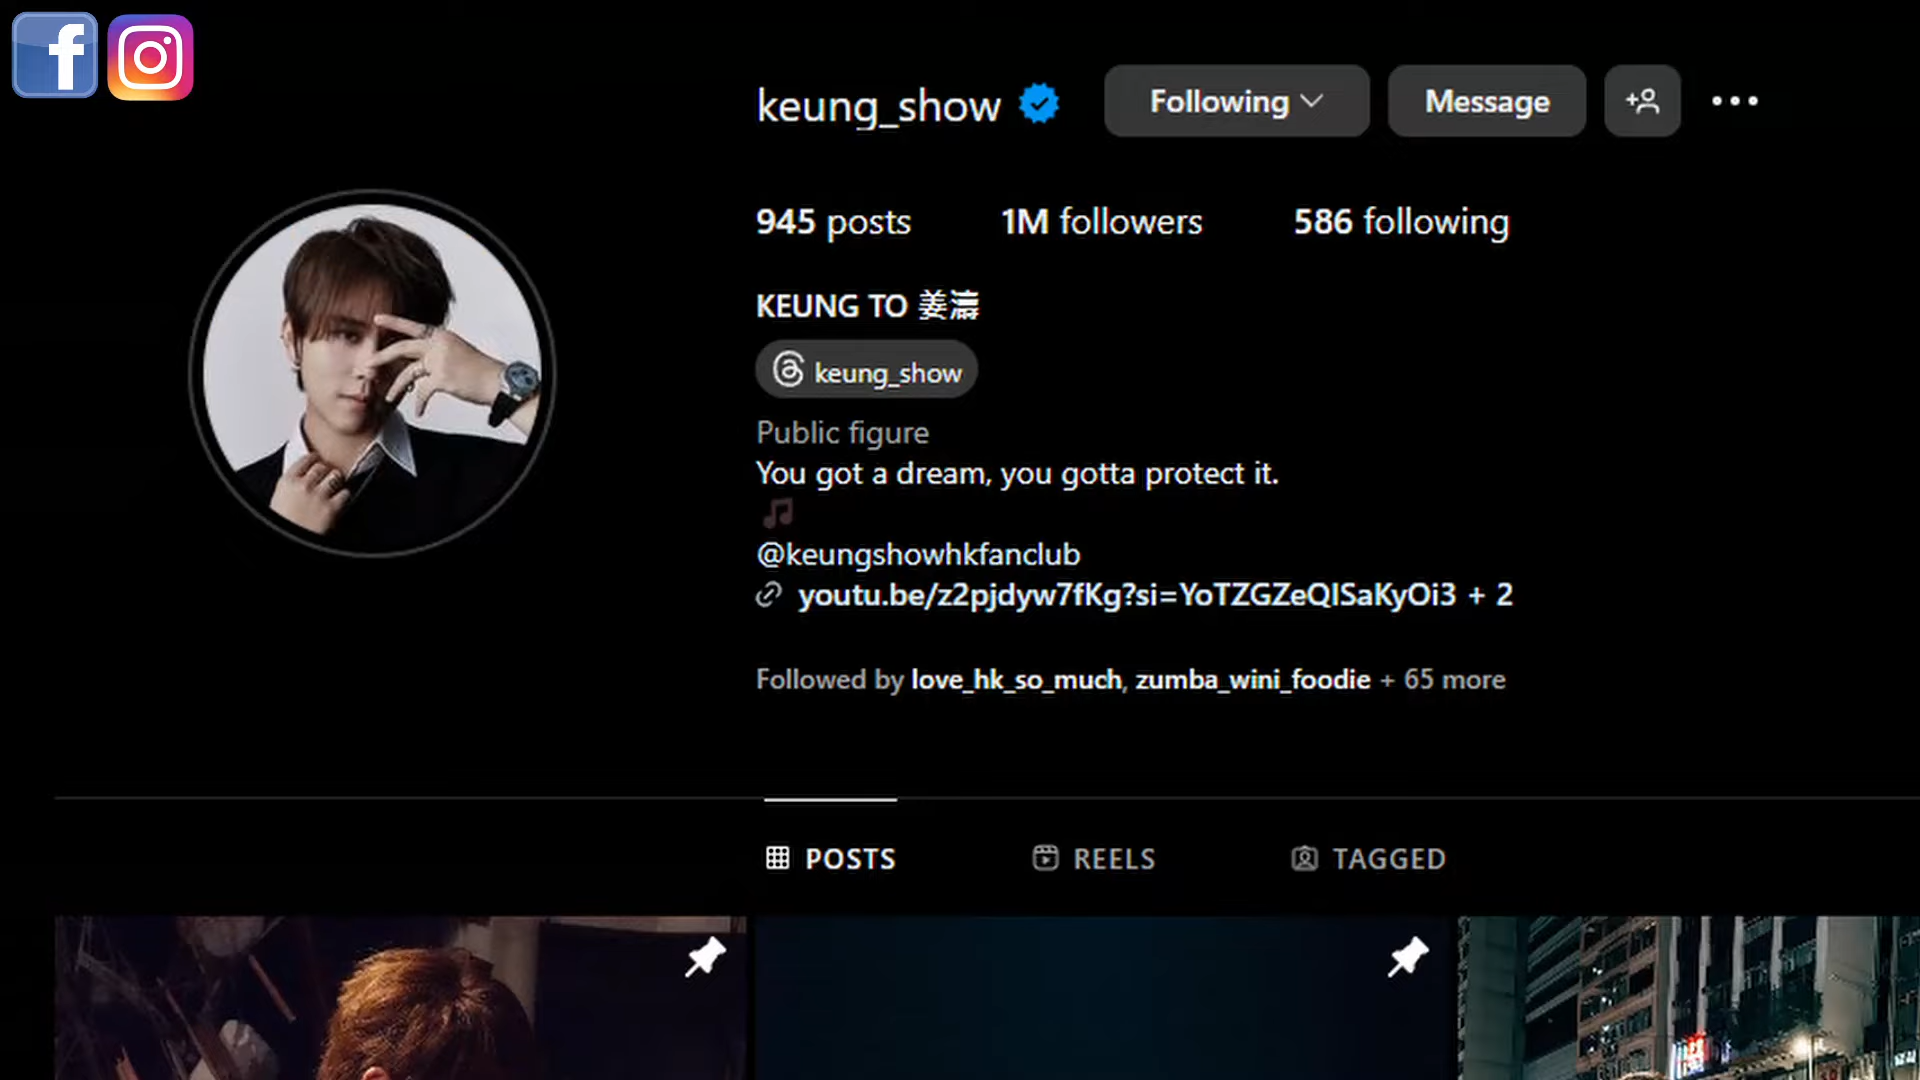 keung_show
Following
Message
945 posts
1M followers
586 following
KEUNG TO 姜濤
keung_show
Public figure
You got a dream, you gotta protect it.
@keungshowhkfanclub
youtu.be/z2pjdyw7fKg?si=YoTZGZeQISaKyOi3 + 2
Followed by love_hk_so_much, zumba_wini_foodie + 65 more
POSTS
REELS
TAGGED